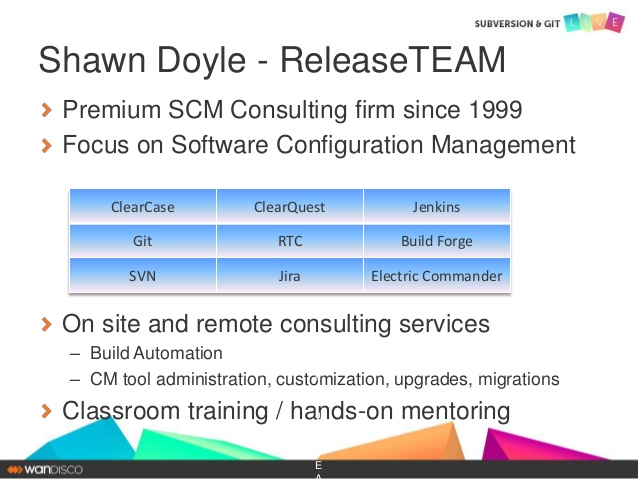 SUBVERSION & GIT LIVE
Shawn Doyle - ReleaseTEAM
Premium SCM Consulting firm since 1999
Focus on Software Configuration Management
ClearCase ClearQuest Jenkins
Git RTC Build Forge
SVN Jira Electric Commander
On site and remote consulting services
– Build Automation
– CM tool administration, customization, upgrades, migrations
Classroom training / hands-on mentoring
WANDISCO
E
A